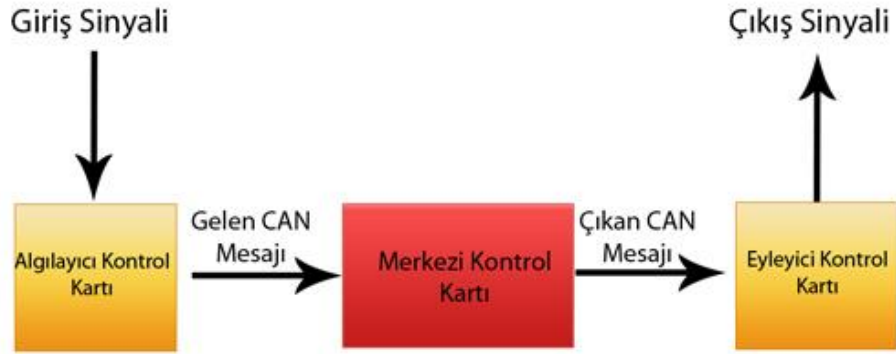 Giriş Sinyali
Çıkış Sinyali
Algılayıcı Kontrol
Kartı
Gelen CAN
Mesajı
Merkezi Kontrol
Kartı
Çıkan CAN
Mesajı
Eyleyici Kontrol
Kartı